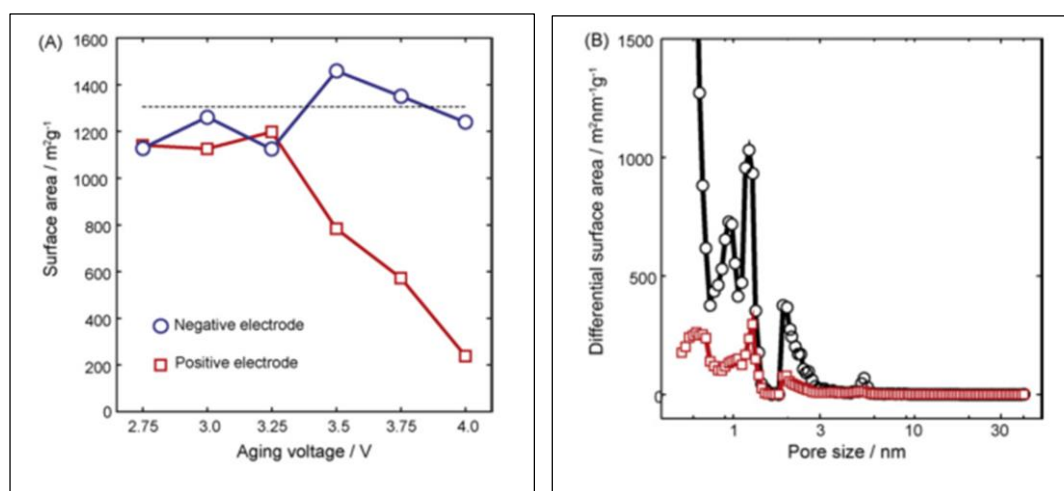 (A)
1600
1400
1200
1000
800
600
400
200
0
Surface area / m²g⁻¹
Negative electrode
Positive electrode
2.75 3.0 3.25 3.5 3.75 4.0
Aging voltage / V
(B)
1500
1000
500
0
Differential surface area / m²nm⁻¹g⁻¹
1 3 10 30
Pore size / nm